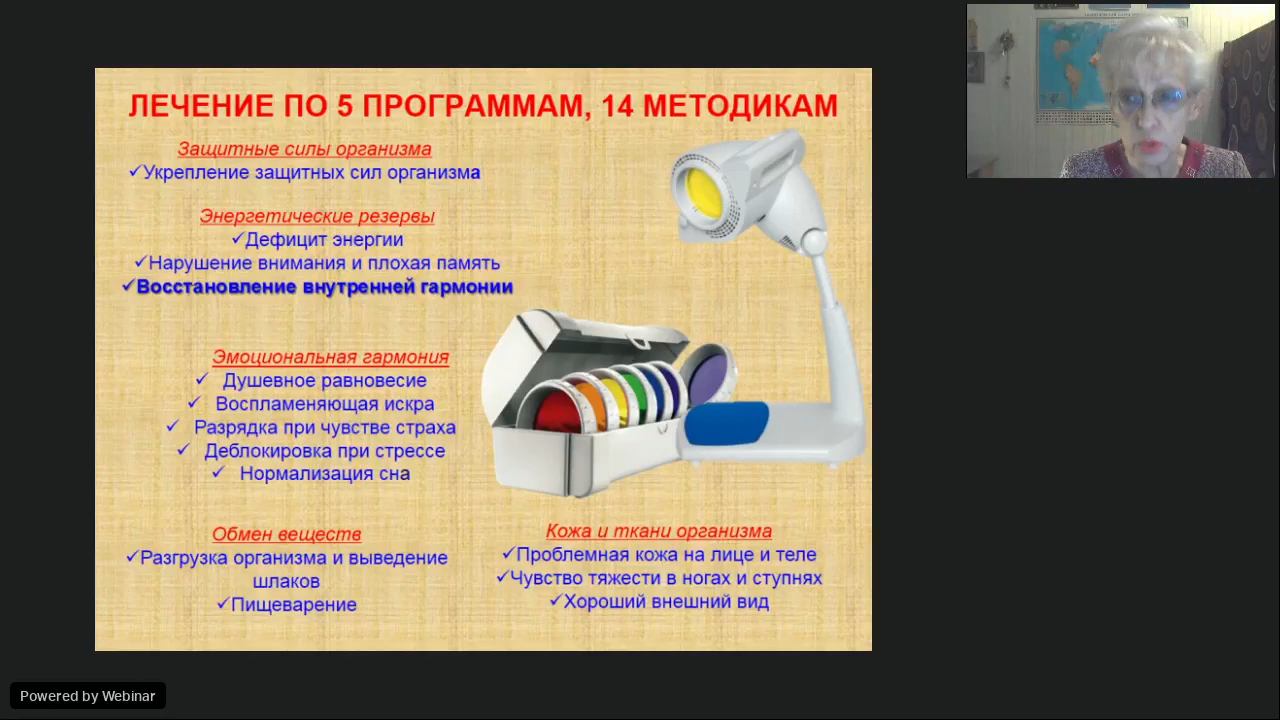 ЛЕЧЕНИЕ ПО 5 ПРОГРАММАМ, 14 МЕТОДИКАМ
Защитные силы организма
✓Укрепление защитных сил организма
Энергетические резервы
✓Дефицит энергии
✓Нарушение внимания и плохая память
✓Восстановление внутренней гармонии
Эмоциональная гармония
✓ Душевное равновесие
✓ Воспламеняющая искра
✓ Разрядка при чувстве страха
✓ Деблокировка при стрессе
✓ Нормализация сна
Обмен веществ
✓Разгрузка организма и выведение
шлаков
✓Пищеварение
Кожа и ткани организма
✓Проблемная кожа на лице и теле
✓Чувство тяжести в ногах и ступнях
✓Хороший внешний вид
Powered by Webinar